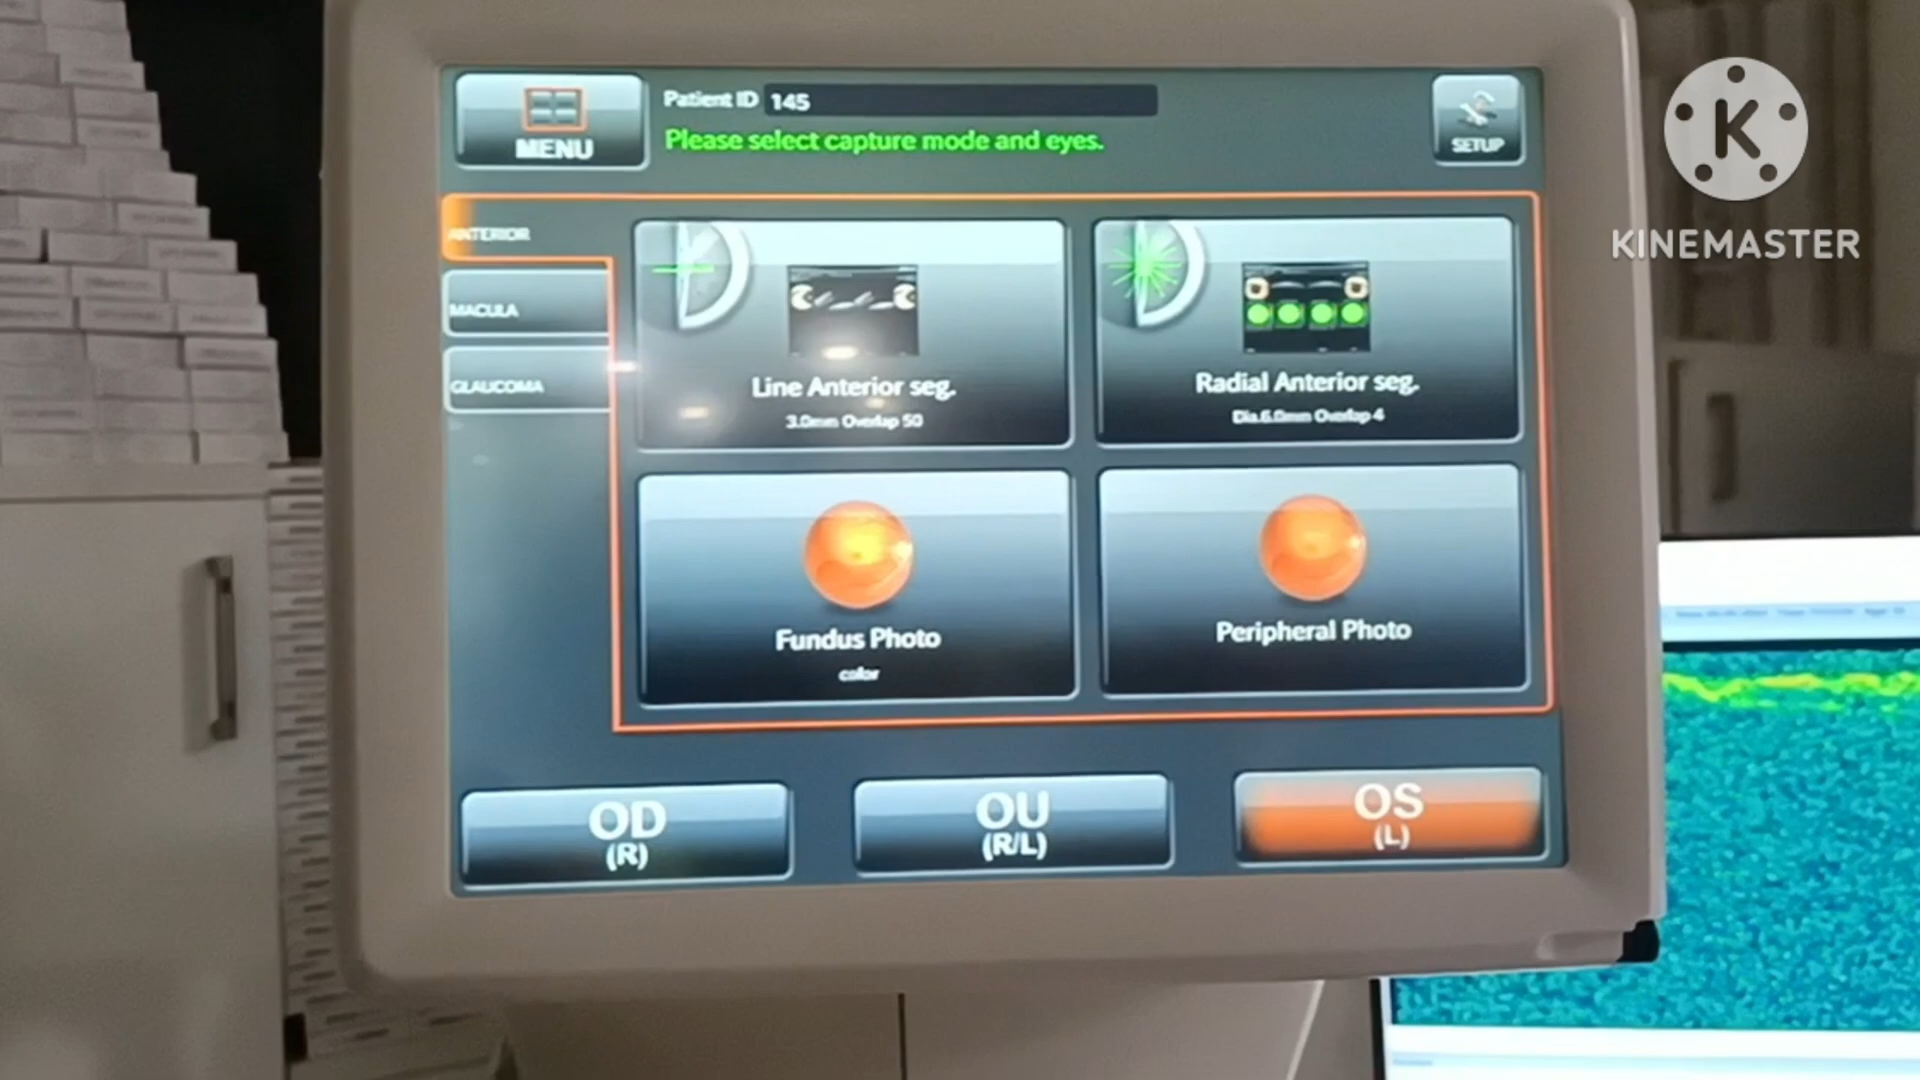 MENU
Patient ID 145
Please select capture mode and eyes.
SETUP
K
KINEMASTER
ANTERIOR
MACULA
GLAUCOMA
Line Anterior seg.
3.0mm Overlap 50
Radial Anterior seg.
Dia.6.0mm Overlap 4
Fundus Photo
color
Peripheral Photo
OD
(R)
OU
(R/L)
OS
(L)